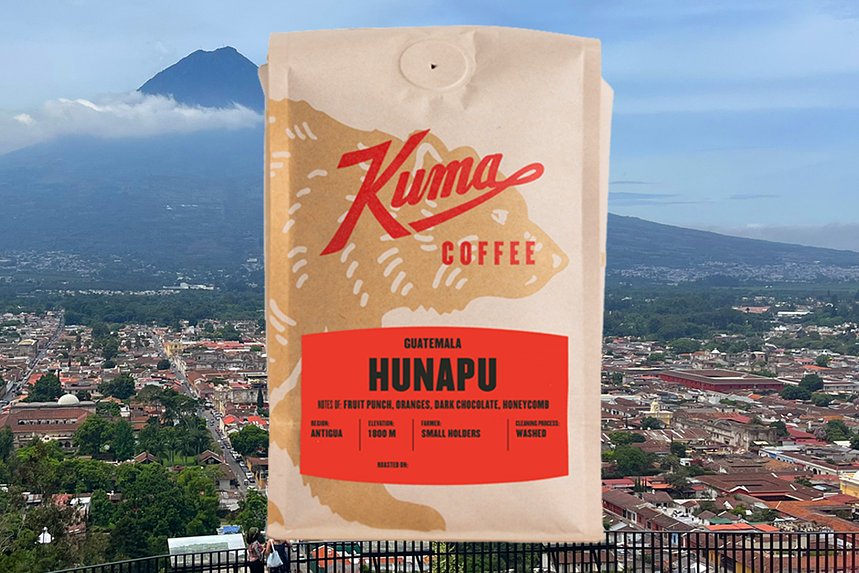 Kuma
COFFEE
GUATEMALA
HUNAPU
NOTES OF: FRUIT PUNCH, ORANGES, DARK CHOCOLATE, HONEYCOMB
REGION:
ANTIGUA
ELEVATION:
1800 M
FARMER:
SMALL HOLDERS
CLEANING PROCESS:
WASHED
ROASTED ON: